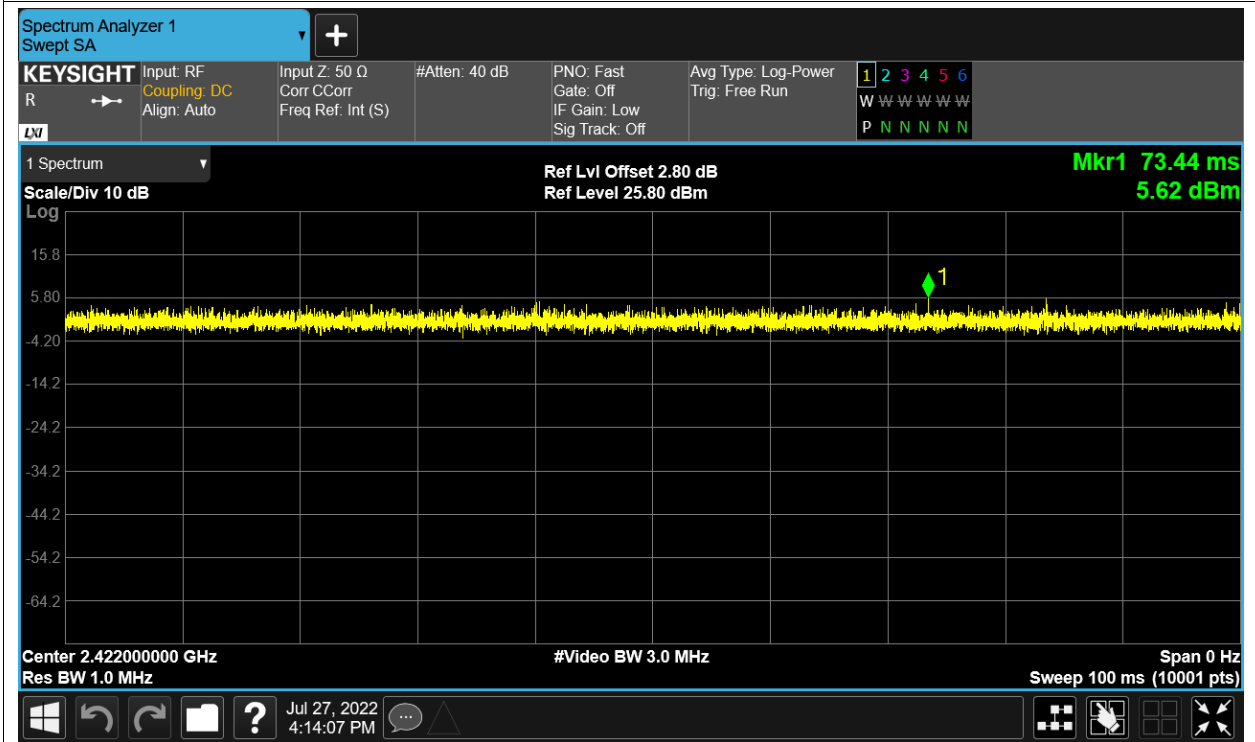 Spectrum Analyzer 1
Swept SA
+
KEYSIGHT Input: RF Input Z: 50 Ω #Atten: 40 dB PNO: Fast Avg Type: Log-Power 1 2 3 4 5 6
R Coupling: DC Corr CCorr Gate: Off Trig: Free Run W W W W W W
Align: Auto Freq Ref: Int (S) IF Gain: Low
LXI Sig Track: Off P N N N N N
1 Spectrum Ref Lvl Offset 2.80 dB Mkr1 73.44 ms
Scale/Div 10 dB Ref Level 25.80 dBm 5.62 dBm
Log
15.8
1
5.80
-4.20
-14.2
-24.2
-34.2
-44.2
-54.2
-64.2
Center 2.422000000 GHz #Video BW 3.0 MHz Span 0 Hz
Res BW 1.0 MHz Sweep 100 ms (10001 pts)
? Jul 27, 2022
4:14:07 PM